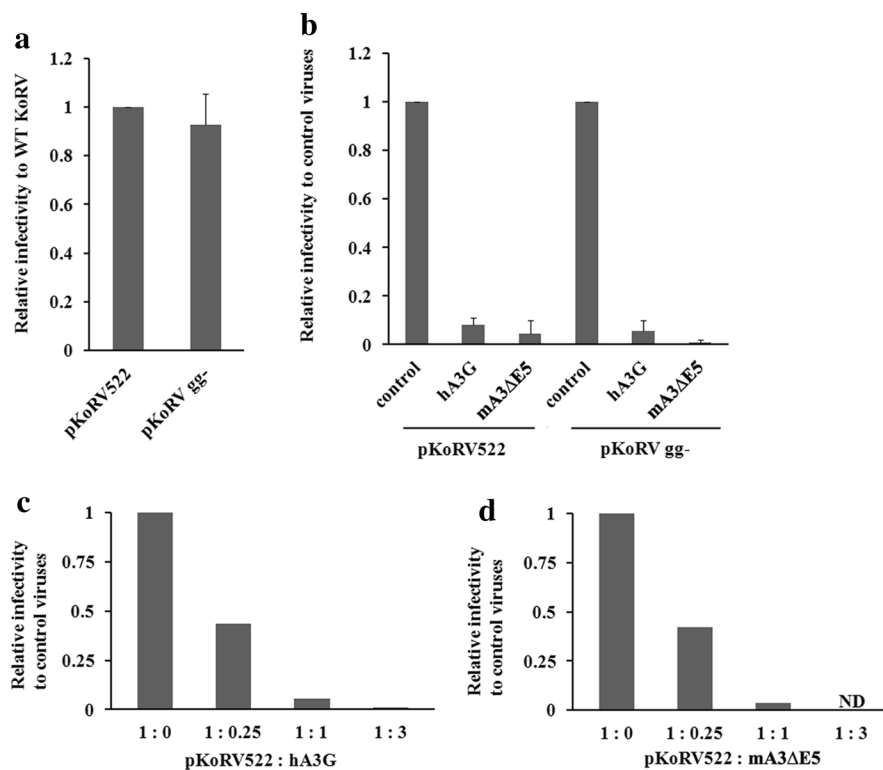 a
Relative infectivity to WT KoRV
1.2
1
0.8
0.6
0.4
0.2
0
pKoRV522
pKoRV gg-
b
Relative infectivity to control viruses
1.2
1
0.8
0.6
0.4
0.2
0
control
hA3G
mA3ΔE5
control
hA3G
mA3ΔE5
pKoRV522
pKoRV gg-
c
Relative infectivity
to control viruses
1
0.75
0.5
0.25
0
1 : 0
1 : 0.25
1 : 1
1 : 3
pKoRV522 : hA3G
d
Relative infectivity
to control viruses
1
0.75
0.5
0.25
0
ND
1 : 0
1 : 0.25
1 : 1
1 : 3
pKoRV522 : mA3ΔE5